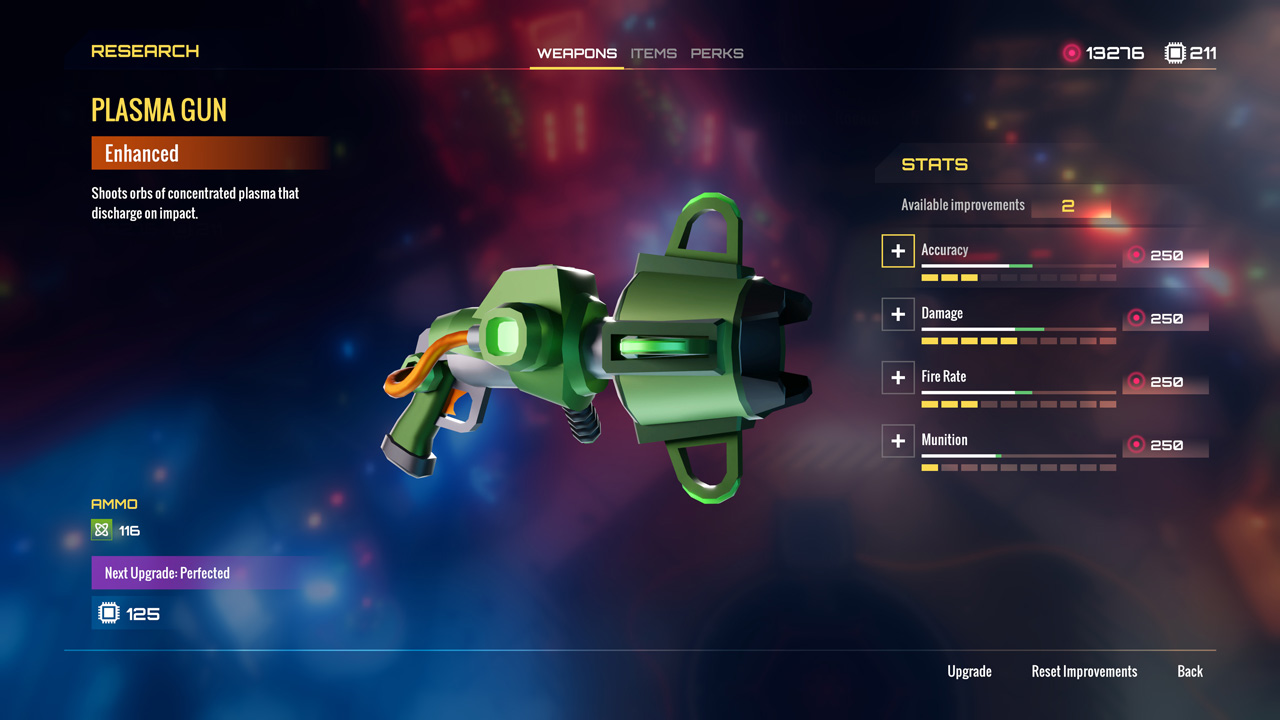 RESEARCH
WEAPONS ITEMS PERKS
13276 211
PLASMA GUN
Enhanced
Shoots orbs of concentrated plasma that
discharge on impact.
STATS
Available improvements 2
+ Accuracy 250
+ Damage 250
+ Fire Rate 250
+ Munition 250
AMMO
116
Next Upgrade: Perfected
125
Upgrade Reset Improvements Back